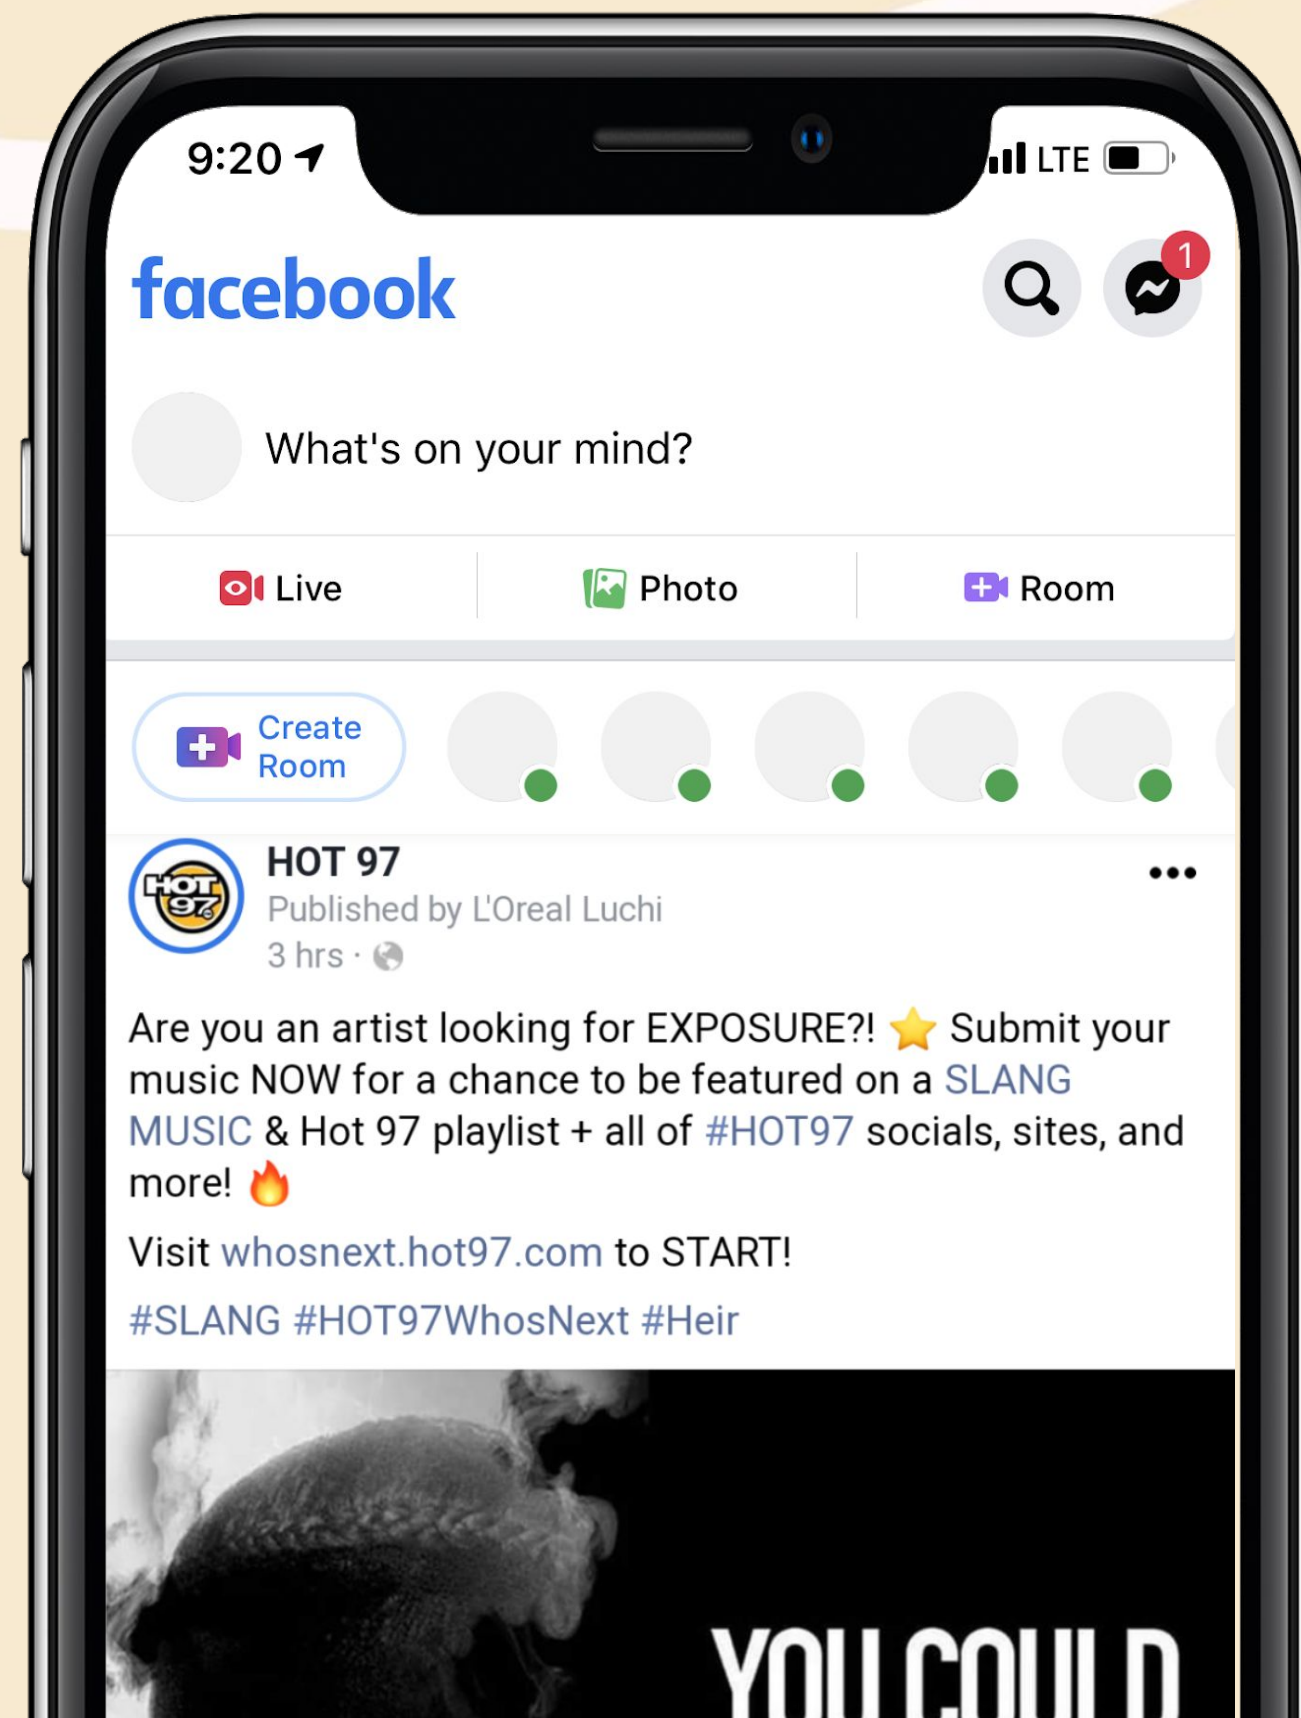 9:20
LTE
facebook
1
What's on your mind?
Live
Photo
Room
Create
Room
HOT 97
HOT
97
Published by L'Oreal Luchi
3 hrs ·
Are you an artist looking for EXPOSURE?! ⭐ Submit your
music NOW for a chance to be featured on a SLANG
MUSIC & Hot 97 playlist + all of #HOT97 socials, sites, and
more! 🔥
Visit whosnext.hot97.com to START!
#SLANG #HOT97WhosNext #Heir
YOU COULD